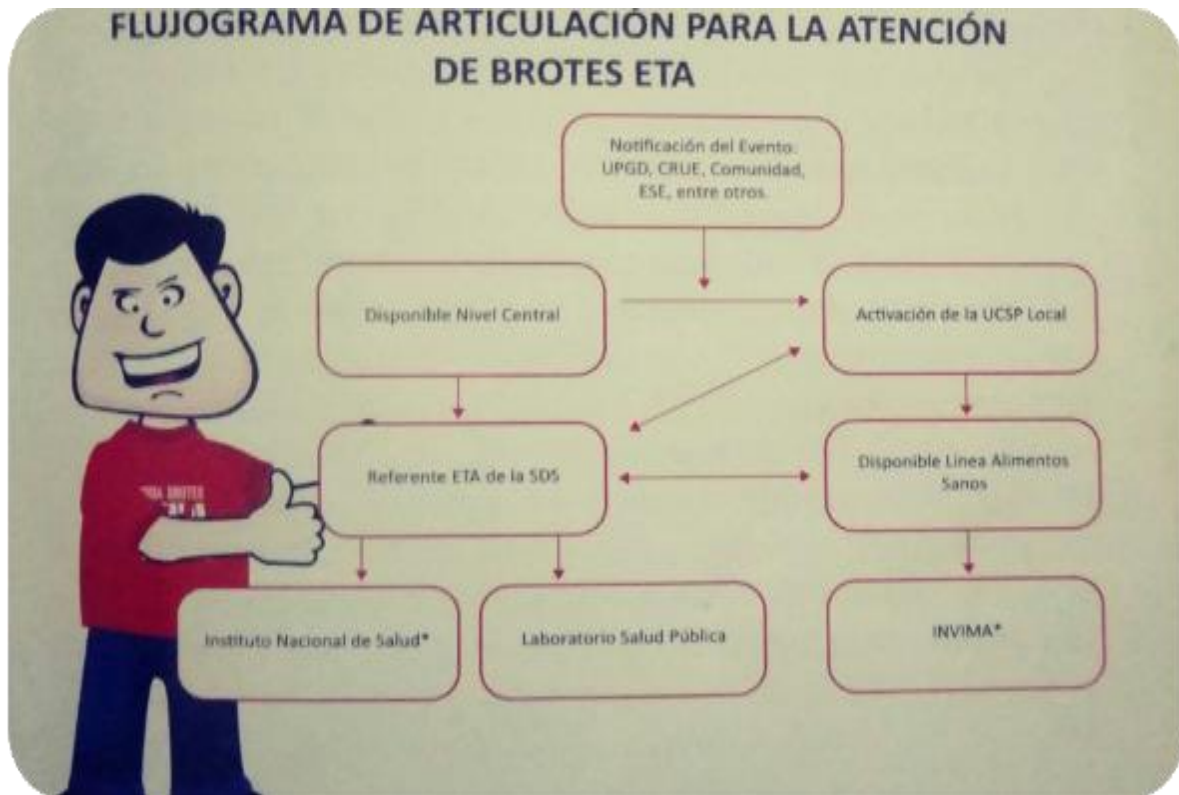 FLUJOGRAMA DE ARTICULACIÓN PARA LA ATENCIÓN
DE BROTES ETA
Notificación del Evento:
UPGD, CRUE, Comunidad,
ESE, entre otros.
Disponible Nivel Central
Activación de la UCSP Local
Referente ETA de la SDS
Disponible Linea Alimentos
Sanos
BROTES
Instituto Nacional de Salud*
Laboratorio Salud Pública
INVIMA*